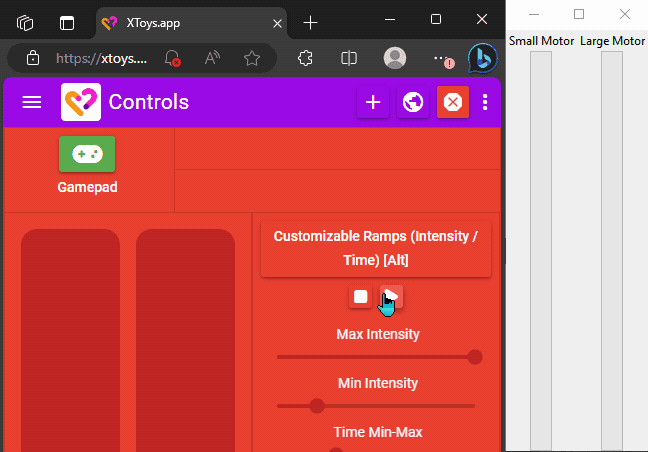 XToys.app
https://xtoys....
Small Motor Large Motor
Controls
Gamepad
Customizable Ramps (Intensity /
Time) [Alt]
Max Intensity
Min Intensity
Time Min-Max